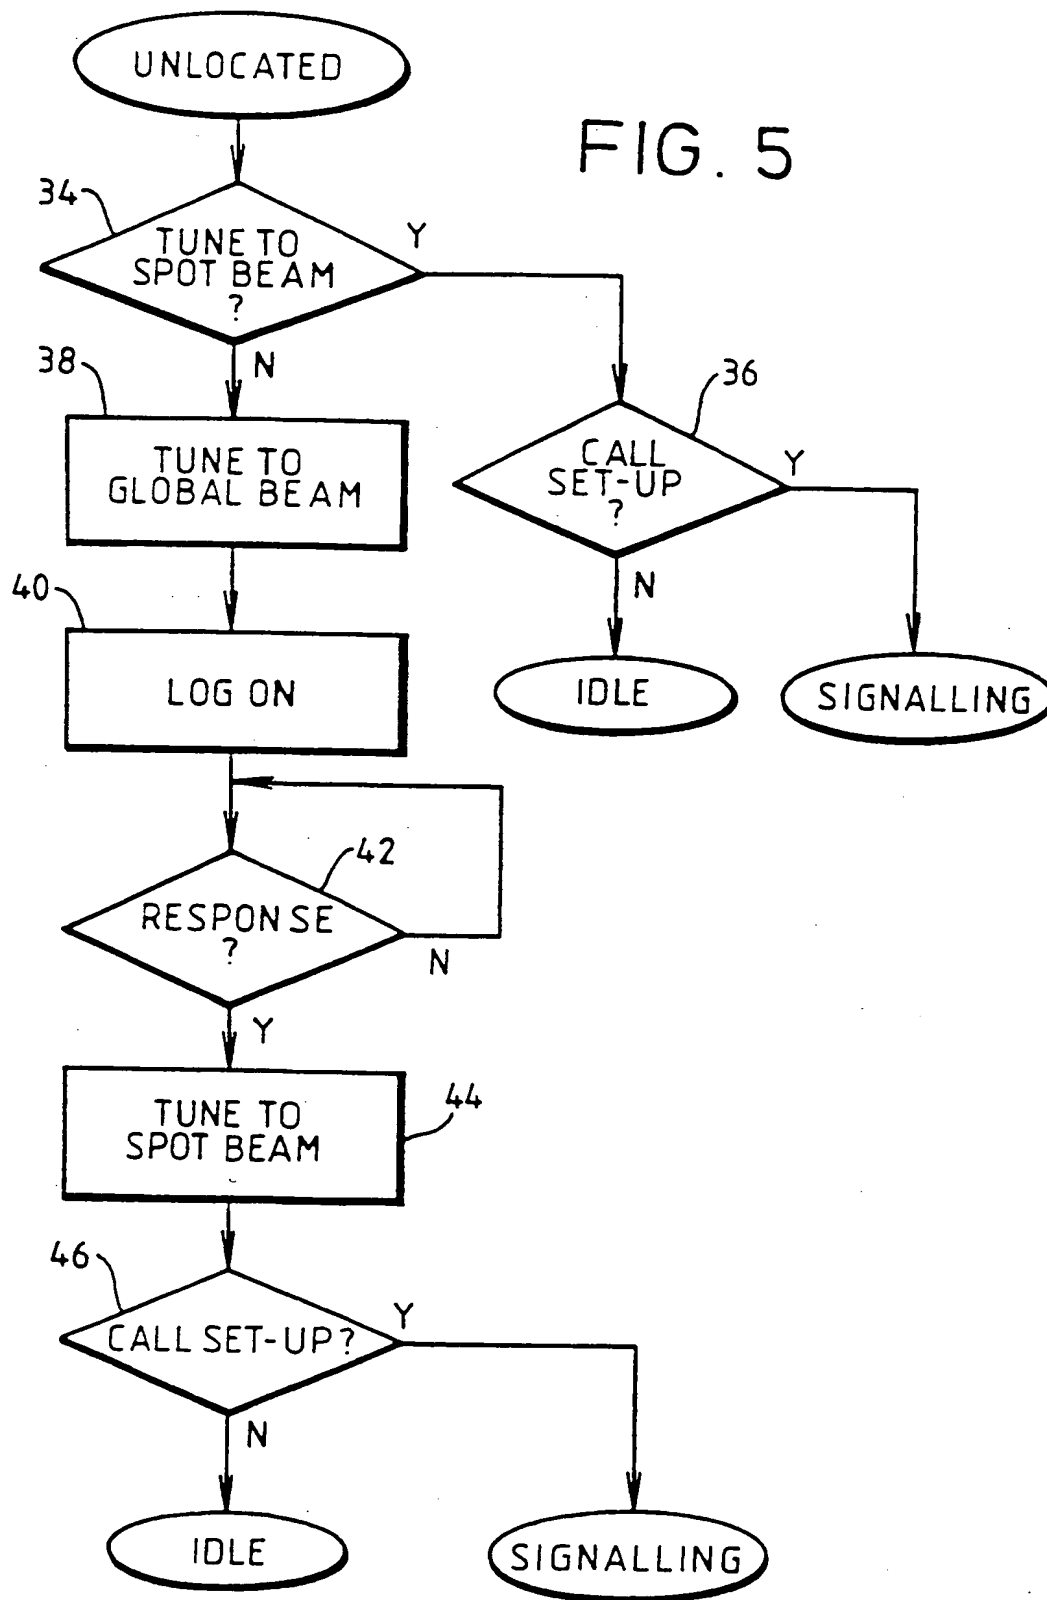 UNLOCATED
FIG. 5
34
TUNE TO
SPOT BEAM
?
Y
N
38
TUNE TO
GLOBAL BEAM
36
CALL
SET-UP
?
Y
N
40
LOG ON
IDLE
SIGNALLING
42
RESPONSE
?
N
Y
TUNE TO
SPOT BEAM
44
46
CALL SET-UP?
Y
N
IDLE
SIGNALLING